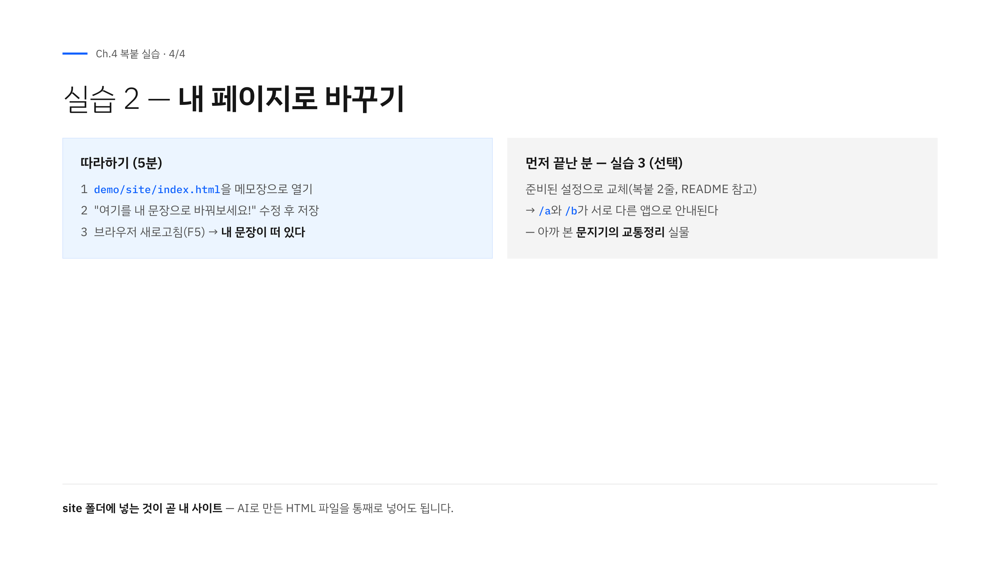 Ch.4 복붙 실습 · 4/4
실습 2 — 내 페이지로 바꾸기
따라하기 (5분)
1 demo/site/index.html을 메모장으로 열기
2 "여기를 내 문장으로 바꿔보세요!" 수정 후 저장
3 브라우저 새로고침(F5) → 내 문장이 떠 있다
먼저 끝난 분 — 실습 3 (선택)
준비된 설정으로 교체(복붙 2줄, README 참고)
→ /a와 /b가 서로 다른 앱으로 안내된다
— 아까 본 문지기의 교통정리 실물
site 폴더에 넣는 것이 곧 내 사이트 — AI로 만든 HTML 파일을 통째로 넣어도 됩니다.